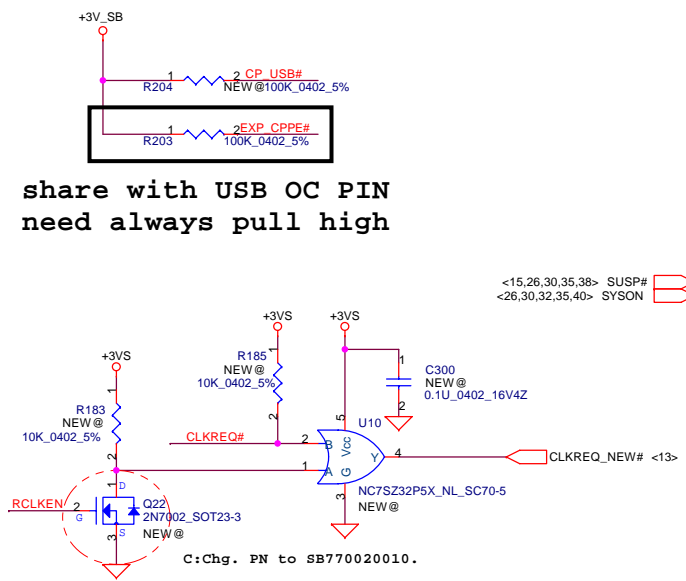 +3V_SB
1 2 CP_USB#
R204 NEW@100K_0402_5%
1 2 EXP_CPPE#
R203 100K_0402_5%
share with USB OC PIN
need always pull high
<15,26,30,35,38> SUSP#
<26,30,32,35,40> SYSON
+3VS +3VS
+3VS
R185
NEW@
10K_0402_5%
1
2
C300
NEW@
0.1U_0402_16V4Z
1
2
R183
NEW@
10K_0402_5%
1
2
U10
CLKREQ#
2 B
1 A
5 Vcc
G 3
Y 4
CLKREQ_NEW# <13>
NC7SZ32P5X_NL_SC70-5
NEW@
RCLKEN
2 G
1 D
3 S
Q22
2N7002_SOT23-3
NEW@
C:Chg. PN to SB770020010.